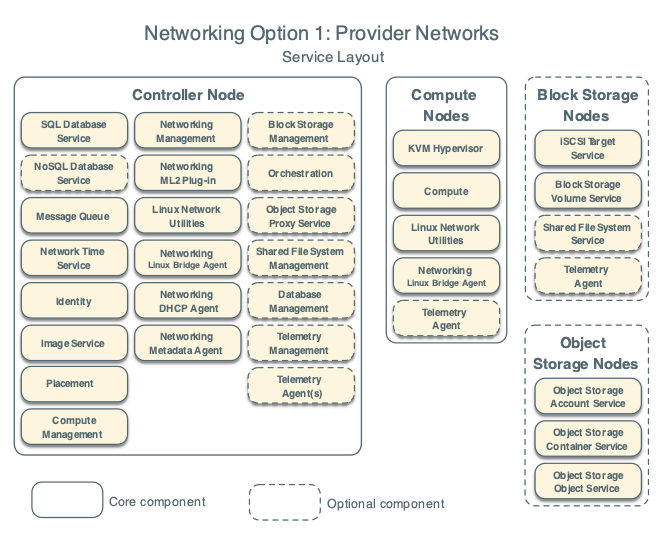 Networking Option 1: Provider Networks
Service Layout
Controller Node
SQL Database
Service
NoSQL Database
Service
Message Queue
Network Time
Service
Identity
Image Service
Placement
Compute
Management
Networking
Management
Networking
ML2 Plug-in
Linux Network
Utilities
Networking
Linux Bridge Agent
Networking
DHCP Agent
Networking
Metadata Agent
Block Storage
Management
Orchestration
Object Storage
Proxy Service
Shared File System
Management
Database
Management
Telemetry
Management
Telemetry
Agent(s)
Compute
Nodes
KVM Hypervisor
Compute
Linux Network
Utilities
Networking
Linux Bridge Agent
Telemetry
Agent
Block Storage
Nodes
iSCSI Target
Service
Block Storage
Volume Service
Shared File System
Service
Telemetry
Agent
Object
Storage Nodes
Object Storage
Account Service
Object Storage
Container Service
Object Storage
Object Service
Core component
Optional component